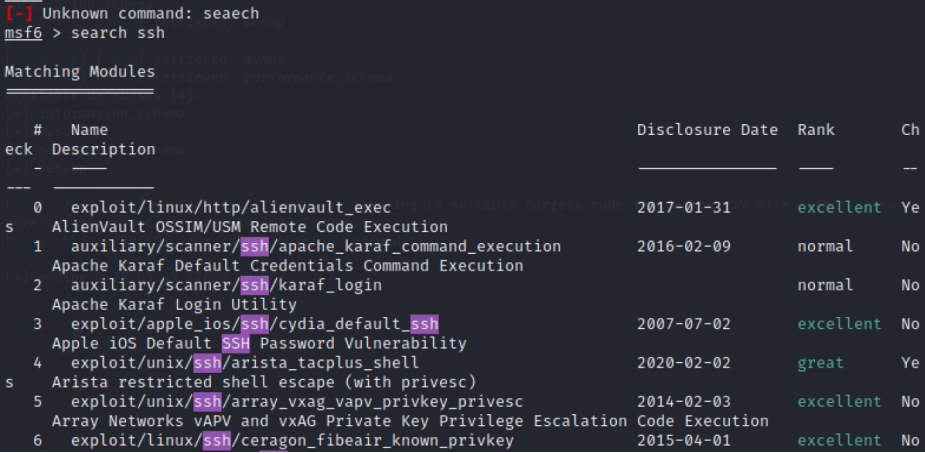 [-] Unknown command: seaech
msf6 > search ssh
Matching Modules
# Name Disclosure Date Rank Ch
eck Description
0 exploit/linux/http/alienvault_exec 2017-01-31 excellent Ye
s AlienVault OSSIM/USM Remote Code Execution
1 auxiliary/scanner/ssh/apache_karaf_command_execution 2016-02-09 normal No
Apache Karaf Default Credentials Command Execution
2 auxiliary/scanner/ssh/karaf_login normal No
Apache Karaf Login Utility
3 exploit/apple_ios/ssh/cydia_default_ssh 2007-07-02 excellent No
Apple iOS Default SSH Password Vulnerability
4 exploit/unix/ssh/arista_tacplus_shell 2020-02-02 great Ye
s Arista restricted shell escape (with privesc)
5 exploit/unix/ssh/array_vxag_vapv_privkey_privesc 2014-02-03 excellent No
Array Networks vAPV and vxAG Private Key Privilege Escalation Code Execution
6 exploit/linux/ssh/ceragon_fibeair_known_privkey 2015-04-01 excellent No